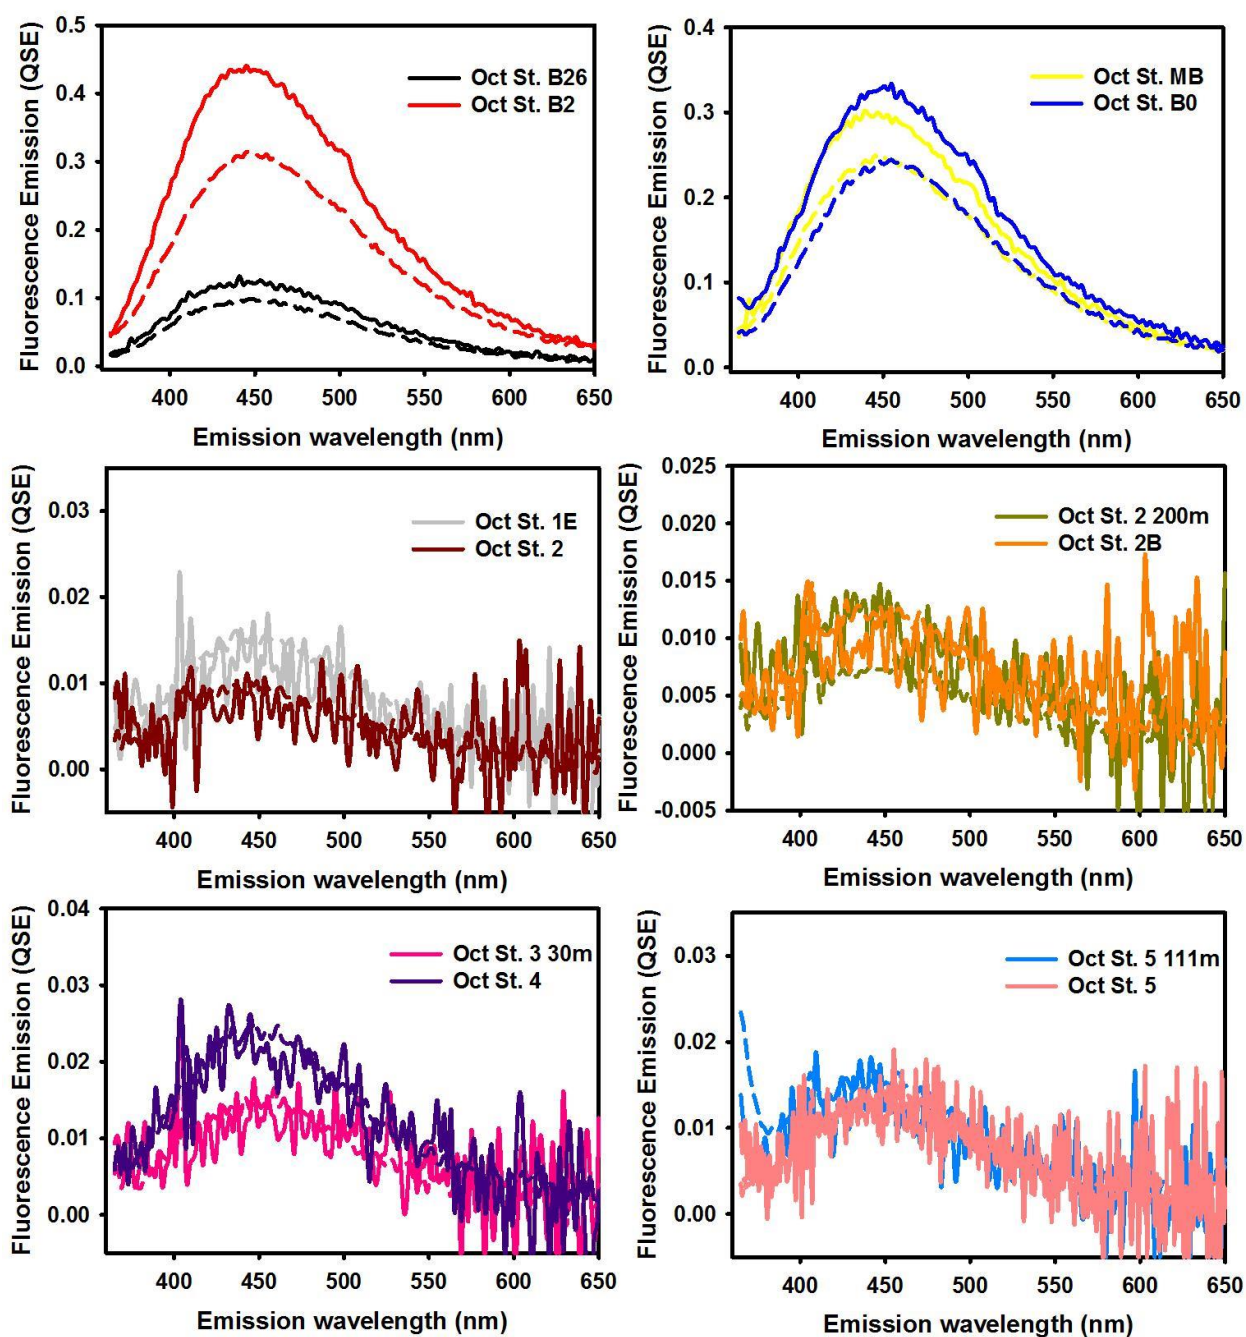 Fluorescence Emission (QSE)
0.5
0.4
0.3
0.2
0.1
0.0
Oct St. B26
Oct St. B2
400 450 500 550 600 650
Emission wavelength (nm)
Fluorescence Emission (QSE)
0.4
0.3
0.2
0.1
0.0
Oct St. MB
Oct St. B0
400 450 500 550 600 650
Emission wavelength (nm)
Fluorescence Emission (QSE)
0.03
0.02
0.01
0.00
Oct St. 1E
Oct St. 2
400 450 500 550 600 650
Emission wavelength (nm)
Fluorescence Emission (QSE)
0.025
0.020
0.015
0.010
0.005
0.000
-0.005
Oct St. 2 200m
Oct St. 2B
400 450 500 550 600 650
Emission wavelength (nm)
Fluorescence Emission (QSE)
0.04
0.03
0.02
0.01
0.00
Oct St. 3 30m
Oct St. 4
400 450 500 550 600 650
Emission wavelength (nm)
Fluorescence Emission (QSE)
0.03
0.02
0.01
0.00
Oct St. 5 111m
Oct St. 5
400 450 500 550 600 650
Emission wavelength (nm)